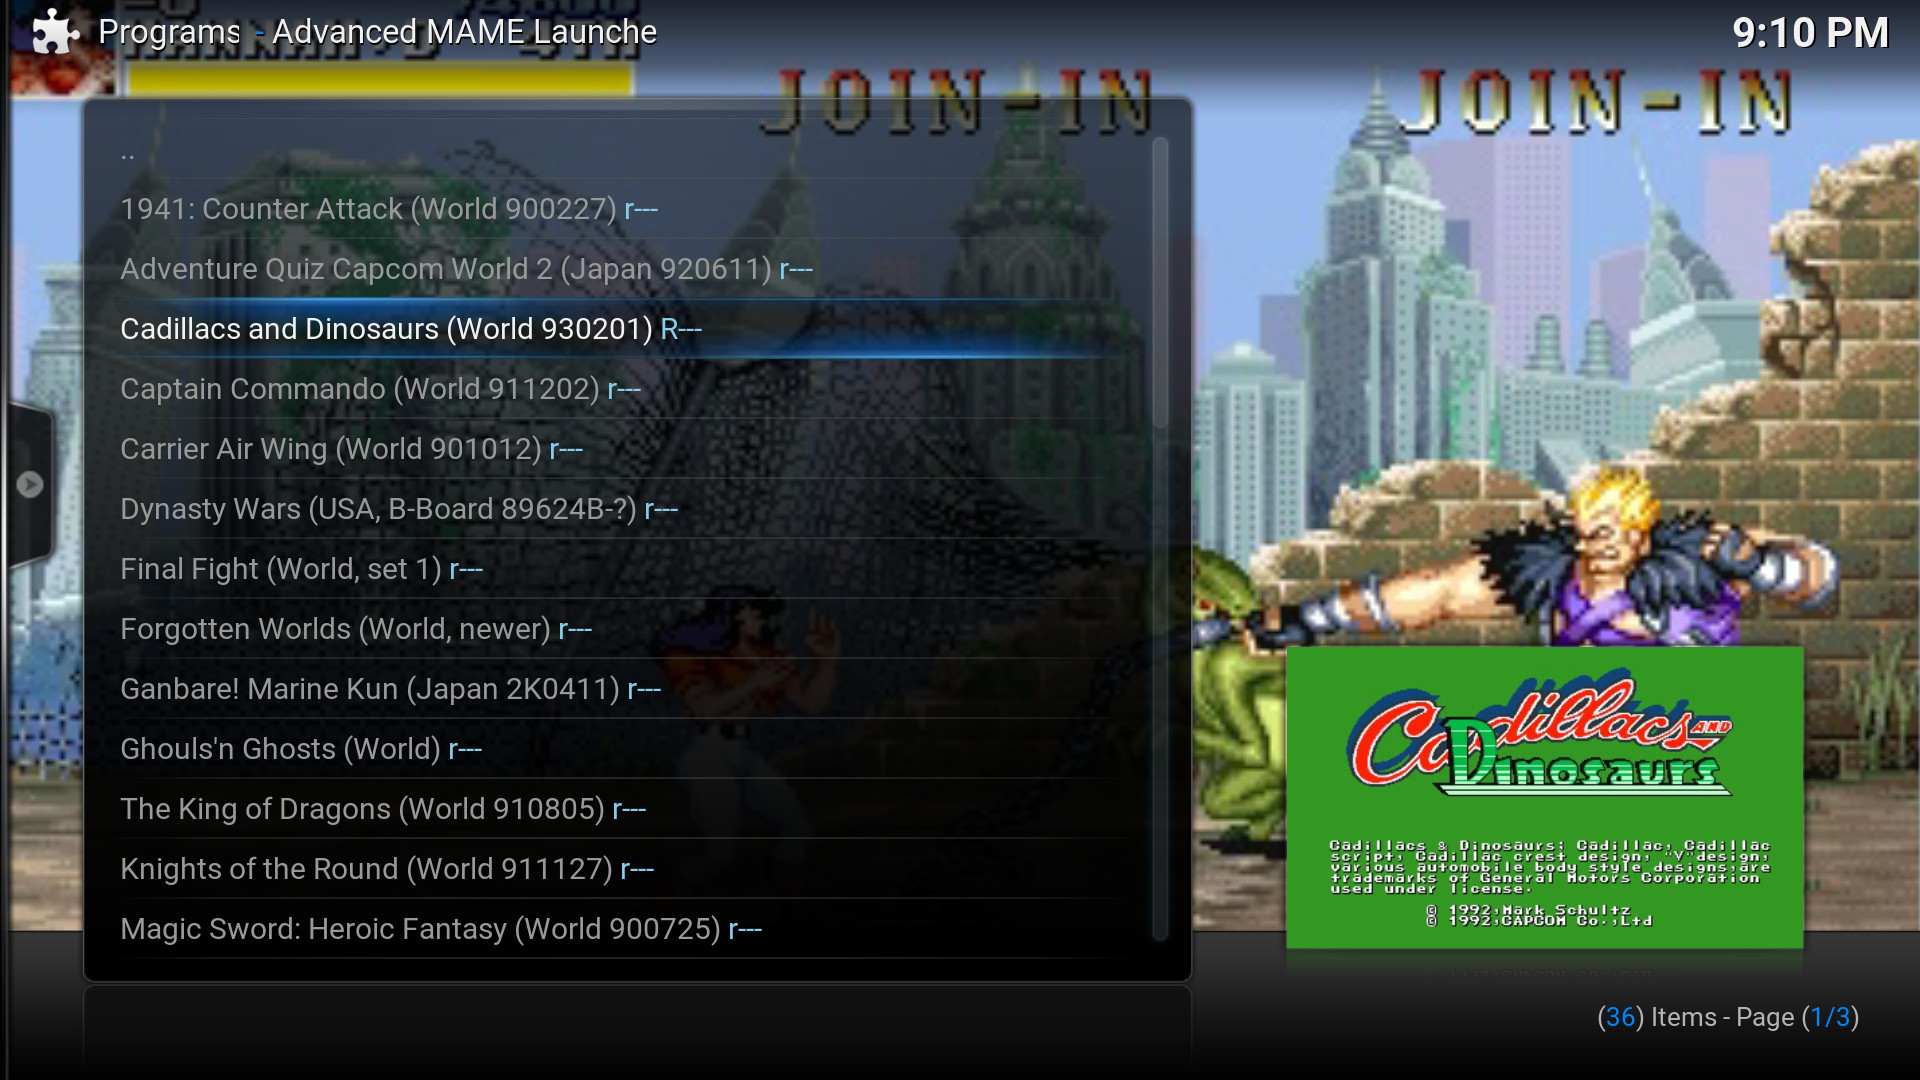 Programs - Advanced MAME Launche
9:10 PM
JOIN-IN JOIN-IN
..
1941: Counter Attack (World 900227) r---
Adventure Quiz Capcom World 2 (Japan 920611) r---
Cadillacs and Dinosaurs (World 930201) R---
Captain Commando (World 911202) r---
Carrier Air Wing (World 901012) r---
Dynasty Wars (USA, B-Board 89624B-?) r---
Final Fight (World, set 1) r---
Forgotten Worlds (World, newer) r---
Ganbare! Marine Kun (Japan 2K0411) r---
Ghouls'n Ghosts (World) r---
The King of Dragons (World 910805) r---
Knights of the Round (World 911127) r---
Magic Sword: Heroic Fantasy (World 900725) r---
Cadillacs AND
Dinosaurs
Cadillacs & Dinosaurs; Cadillac, Cadillac
script, Cadillac crest design, "V"design,
various automobile body style designs,are
trademarks of General Motors Corporation
used under license.
© 1992,Mark Schultz
© 1992,CAPCOM Co.,Ltd
(36) Items - Page (1/3)